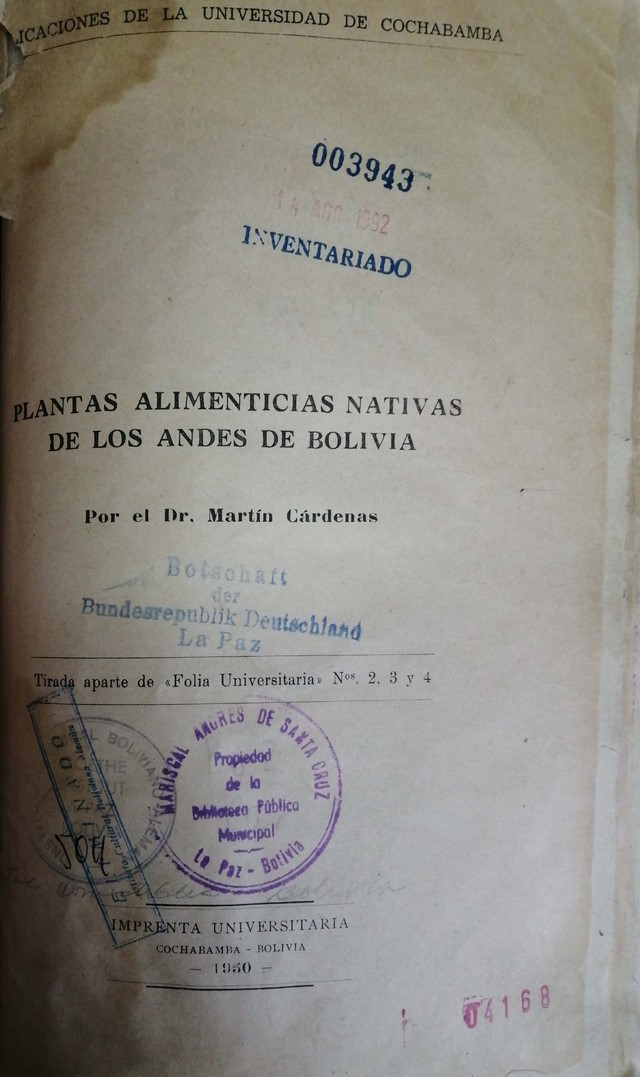 LICACIONES DE LA UNIVERSIDAD DE COCHABAMBA
003943
14 AGO 1992
INVENTARIADO
PLANTAS ALIMENTICIAS NATIVAS
DE LOS ANDES DE BOLIVIA
Por el Dr. Martín Cárdenas
Botschaft
der
Bundesrepublik Deutschland
La Paz
Tirada aparte de «Folia Universitaria» Nos. 2, 3 y 4
MARISCAL ANDRES DE SANTA CRUZ
Propiedad
de la
Biblioteca Pública
Municipal
La Paz - Bolivia
IMPRENTA UNIVERSITARIA
COCHABAMBA - BOLIVIA
— 1950 —
04168